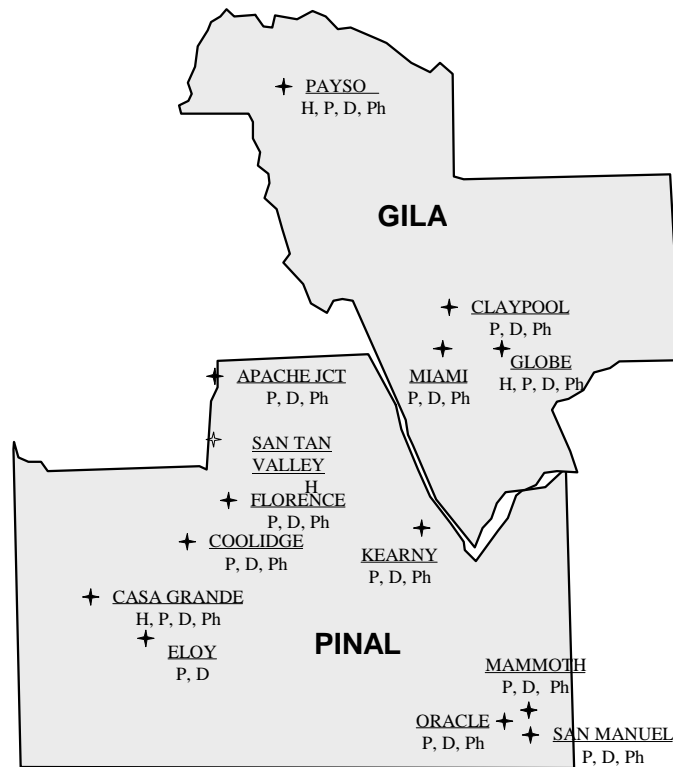 PAYSO
H, P, D, Ph
GILA
CLAYPOOL
P, D, Ph
MIAMI
P, D, Ph
GLOBE
H, P, D, Ph
APACHE JCT
P, D, Ph
SAN TAN
VALLEY
H
FLORENCE
P, D, Ph
COOLIDGE
P, D, Ph
KEARNY
P, D, Ph
CASA GRANDE
H, P, D, Ph
ELOY
P, D
PINAL
MAMMOTH
P, D, Ph
ORACLE
P, D, Ph
SAN MANUEL
P, D, Ph